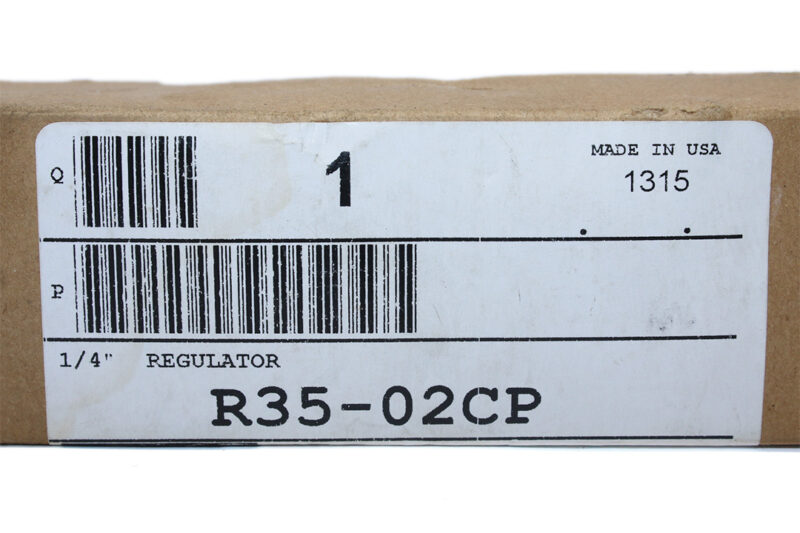 Q 1 MADE IN USA
1315
P
1/4" REGULATOR
R35-02CP